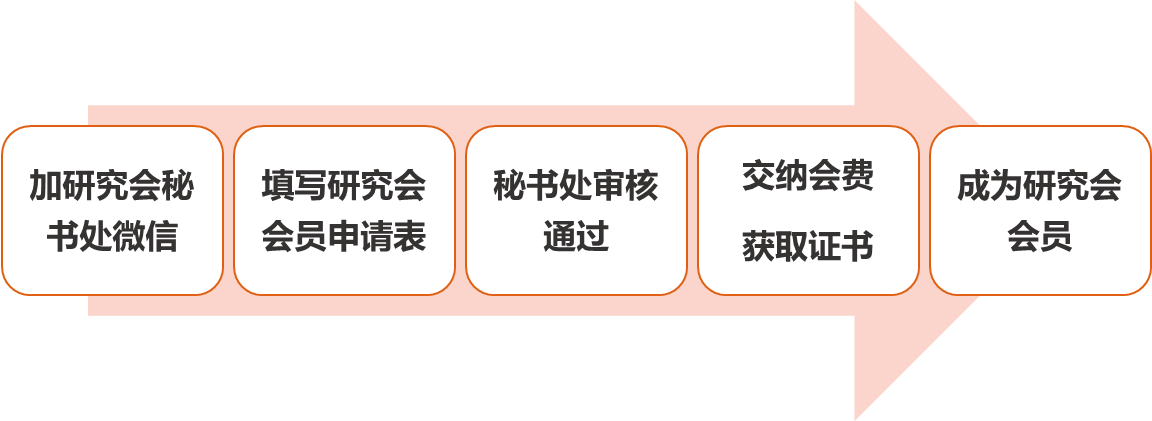 加研究会秘
书处微信
填写研究会
会员申请表
秘书处审核
通过
交纳会费
获取证书
成为研究会
会员